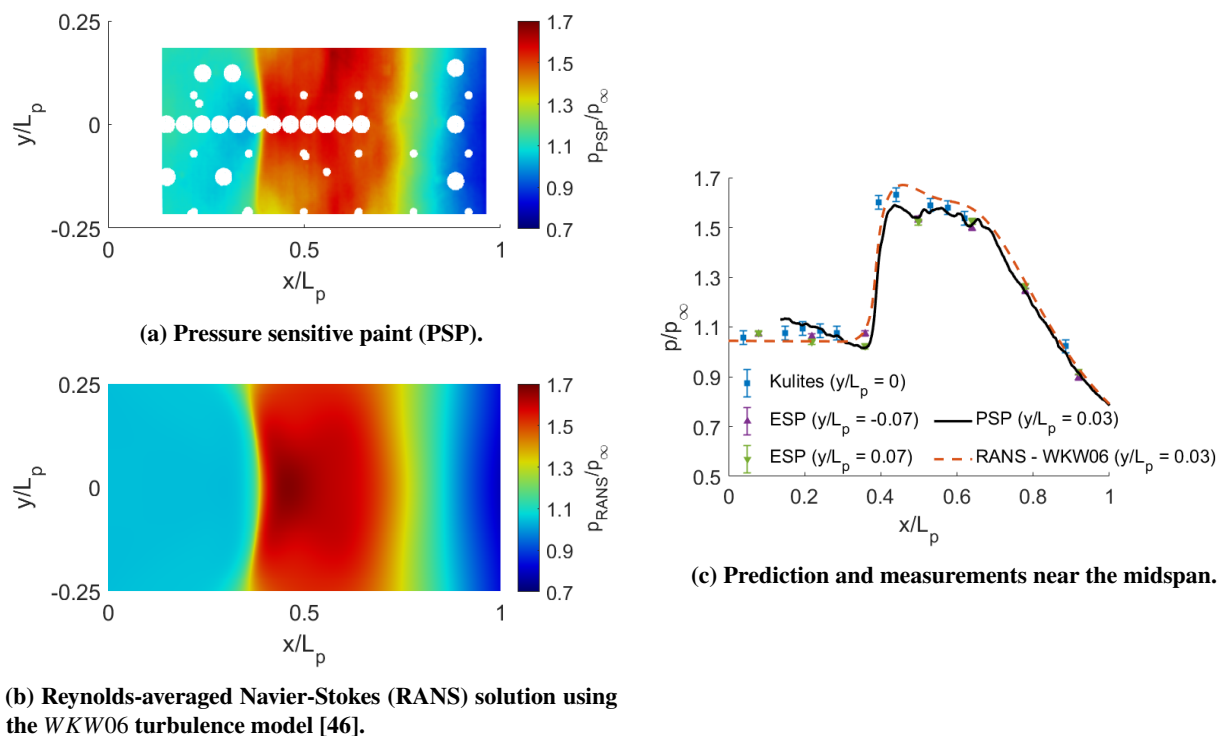 0.25
0
-0.25
y/L_p
0
0.5
1
x/L_p
1.7
1.5
1.3
1.1
0.9
0.7
p_PSP/p_∞
(a) Pressure sensitive paint (PSP).
0.25
0
-0.25
y/L_p
0
0.5
1
x/L_p
1.7
1.5
1.3
1.1
0.9
0.7
p_RANS/p_∞
(b) Reynolds-averaged Navier-Stokes (RANS) solution using
the WKW06 turbulence model [46].
1.7
1.5
1.3
1.1
0.9
0.7
0.5
p/p_∞
Kulites (y/L_p = 0)
ESP (y/L_p = -0.07)
PSP (y/L_p = 0.03)
ESP (y/L_p = 0.07)
RANS - WKW06 (y/L_p = 0.03)
0
0.2
0.4
0.6
0.8
1
x/L_p
(c) Prediction and measurements near the midspan.